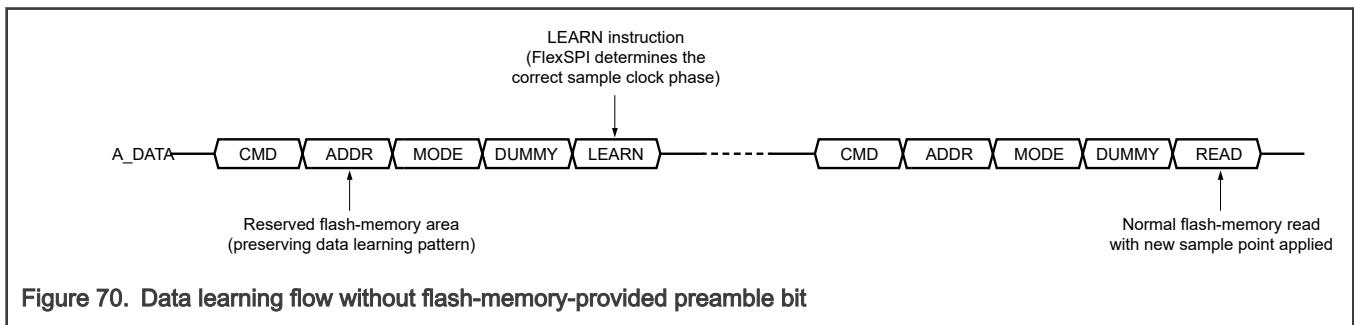 LEARN instruction
(FlexSPI determines the
correct sample clock phase)
A_DATA CMD ADDR MODE DUMMY LEARN CMD ADDR MODE DUMMY READ
Reserved flash-memory area
(preserving data learning pattern)
Normal flash-memory read
with new sample point applied
Figure 70. Data learning flow without flash-memory-provided preamble bit